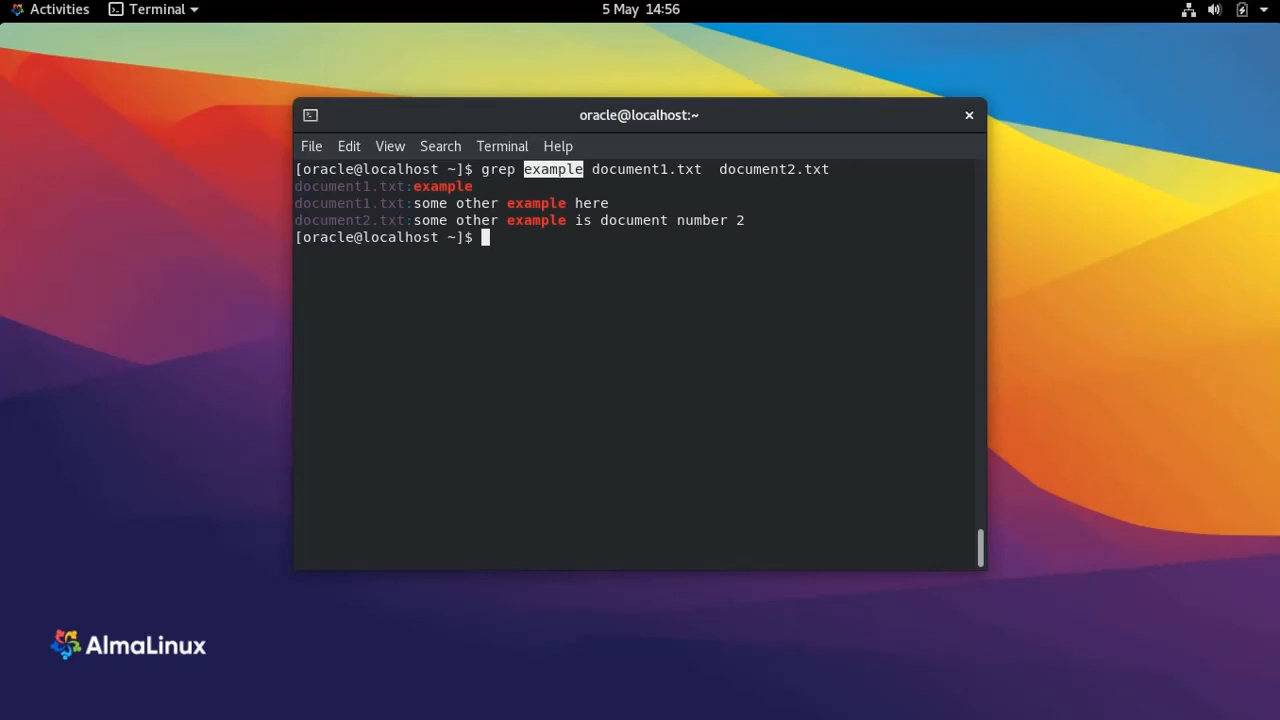 Activities Terminal 5 May 14:56
oracle@localhost:~
File Edit View Search Terminal Help
[oracle@localhost ~]$ grep example document1.txt  document2.txt
document1.txt:example
document1.txt:some other example here
document2.txt:some other example is document number 2
[oracle@localhost ~]$
AlmaLinux